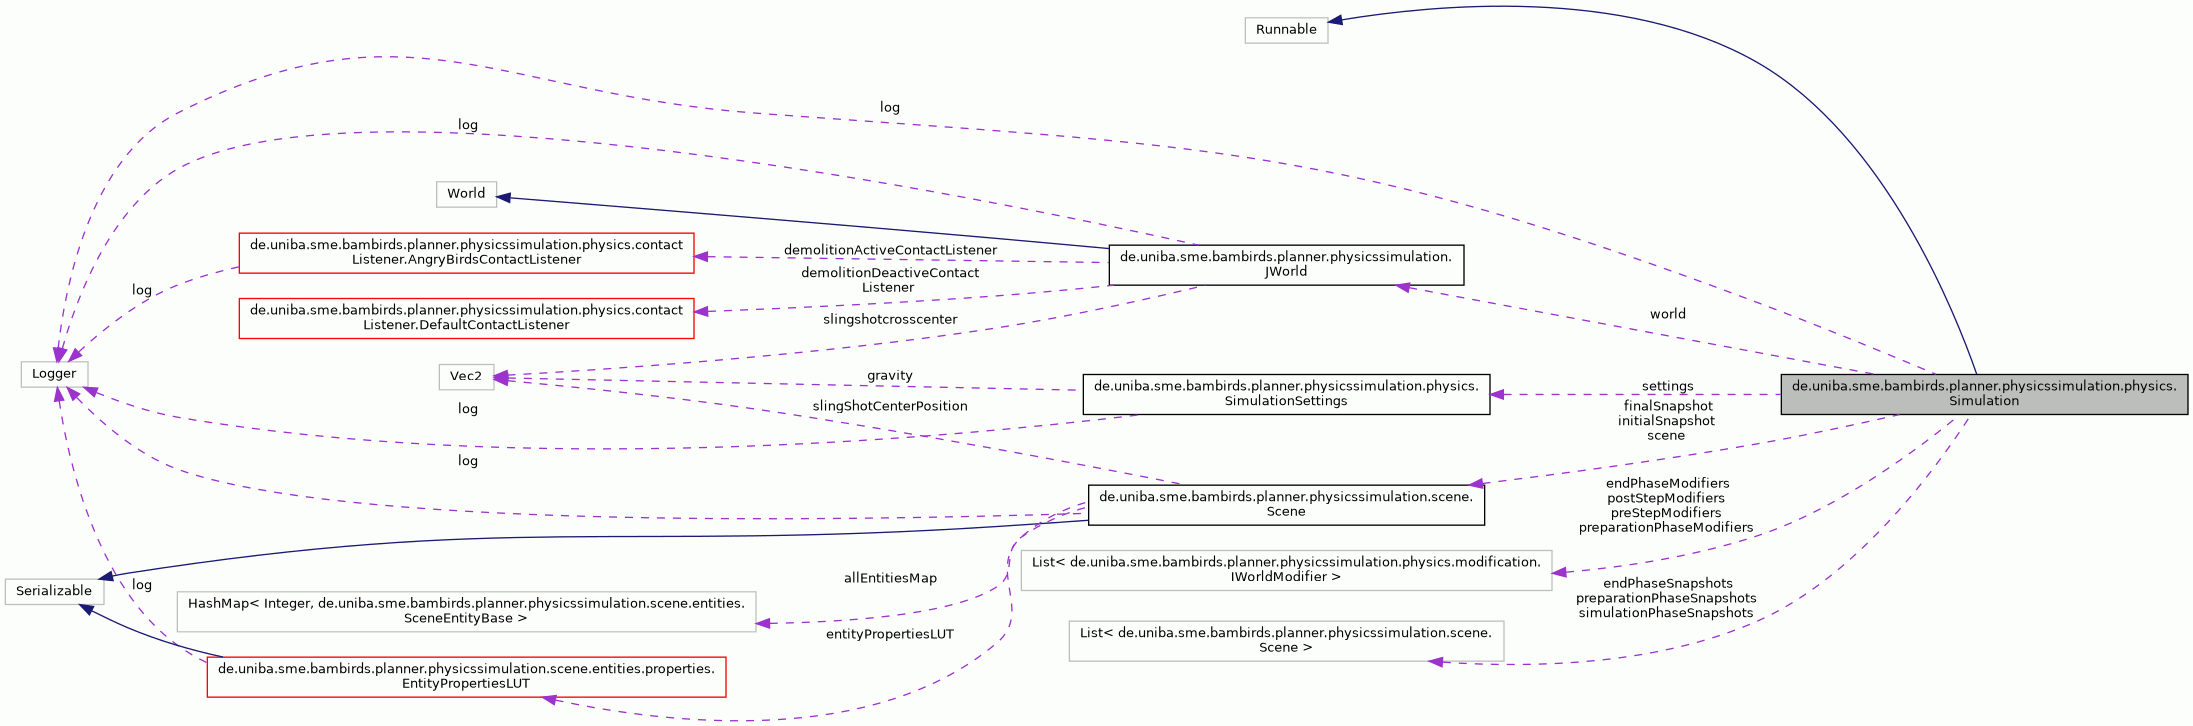 Runnable
log
log
World
de.uniba.sme.bambirds.planner.physicssimulation.physics.contact
Listener.AngryBirdsContactListener
demolitionActiveContactListener
de.uniba.sme.bambirds.planner.physicssimulation.
JWorld
log
demolitionDeactiveContact
Listener
de.uniba.sme.bambirds.planner.physicssimulation.physics.contact
Listener.DefaultContactListener
slingshotcrosscenter
world
Logger
Vec2
gravity
de.uniba.sme.bambirds.planner.physicssimulation.physics.
SimulationSettings
settings
de.uniba.sme.bambirds.planner.physicssimulation.physics.
Simulation
log
slingShotCenterPosition
finalSnapshot
initialSnapshot
scene
log
de.uniba.sme.bambirds.planner.physicssimulation.scene.
Scene
endPhaseModifiers
postStepModifiers
preStepModifiers
preparationPhaseModifiers
List< de.uniba.sme.bambirds.planner.physicssimulation.physics.modification.
IWorldModifier >
Serializable
log
allEntitiesMap
HashMap< Integer, de.uniba.sme.bambirds.planner.physicssimulation.scene.entities.
SceneEntityBase >
endPhaseSnapshots
preparationPhaseSnapshots
simulationPhaseSnapshots
entityPropertiesLUT
List< de.uniba.sme.bambirds.planner.physicssimulation.scene.
Scene >
de.uniba.sme.bambirds.planner.physicssimulation.scene.entities.properties.
EntityPropertiesLUT